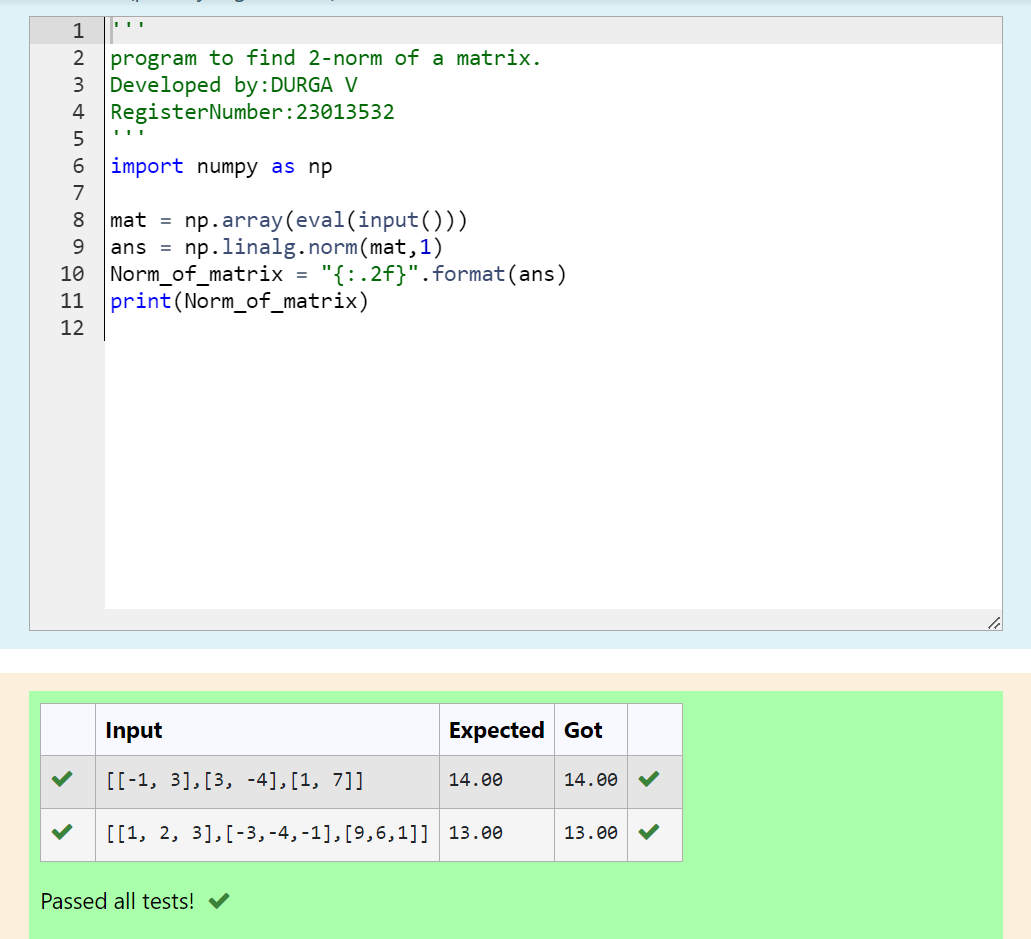 1 '''
2 program to find 2-norm of a matrix.
3 Developed by:DURGA V
4 RegisterNumber:23013532
5 '''
6 import numpy as np
7
8 mat = np.array(eval(input()))
9 ans = np.linalg.norm(mat,1)
10 Norm_of_matrix = "{:.2f}".format(ans)
11 print(Norm_of_matrix)
12
Input Expected Got
[[-1, 3],[3, -4],[1, 7]] 14.00 14.00
[[1, 2, 3],[-3,-4,-1],[9,6,1]] 13.00 13.00
Passed all tests!